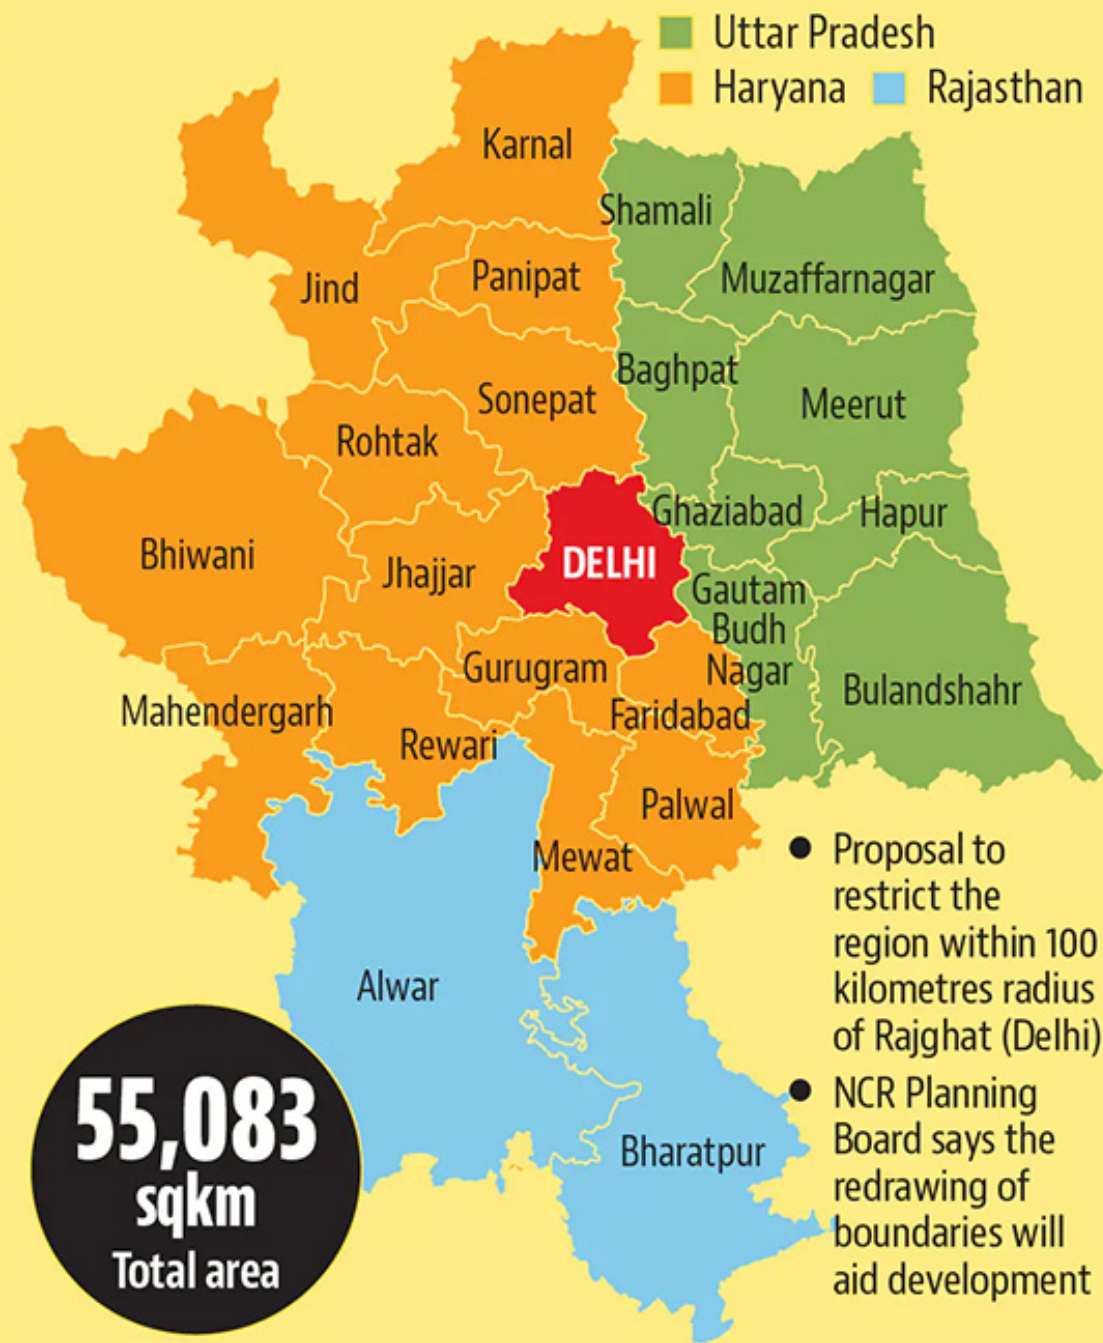 Uttar Pradesh
Haryana
Rajasthan
Karnal
Shamali
Muzaffarnagar
Jind
Panipat
Baghpat
Meerut
Sonepat
Rohtak
Ghaziabad
Hapur
Bhiwani
Jhajjar
DELHI
Gautam
Budh
Nagar
Gurugram
Bulandshahr
Mahendergarh
Faridabad
Rewari
Palwal
Mewat
Alwar
Bharatpur
● Proposal to
restrict the
region within 100
kilometres radius
of Rajghat (Delhi)
● NCR Planning
Board says the
redrawing of
boundaries will
aid development
55,083
sqkm
Total area